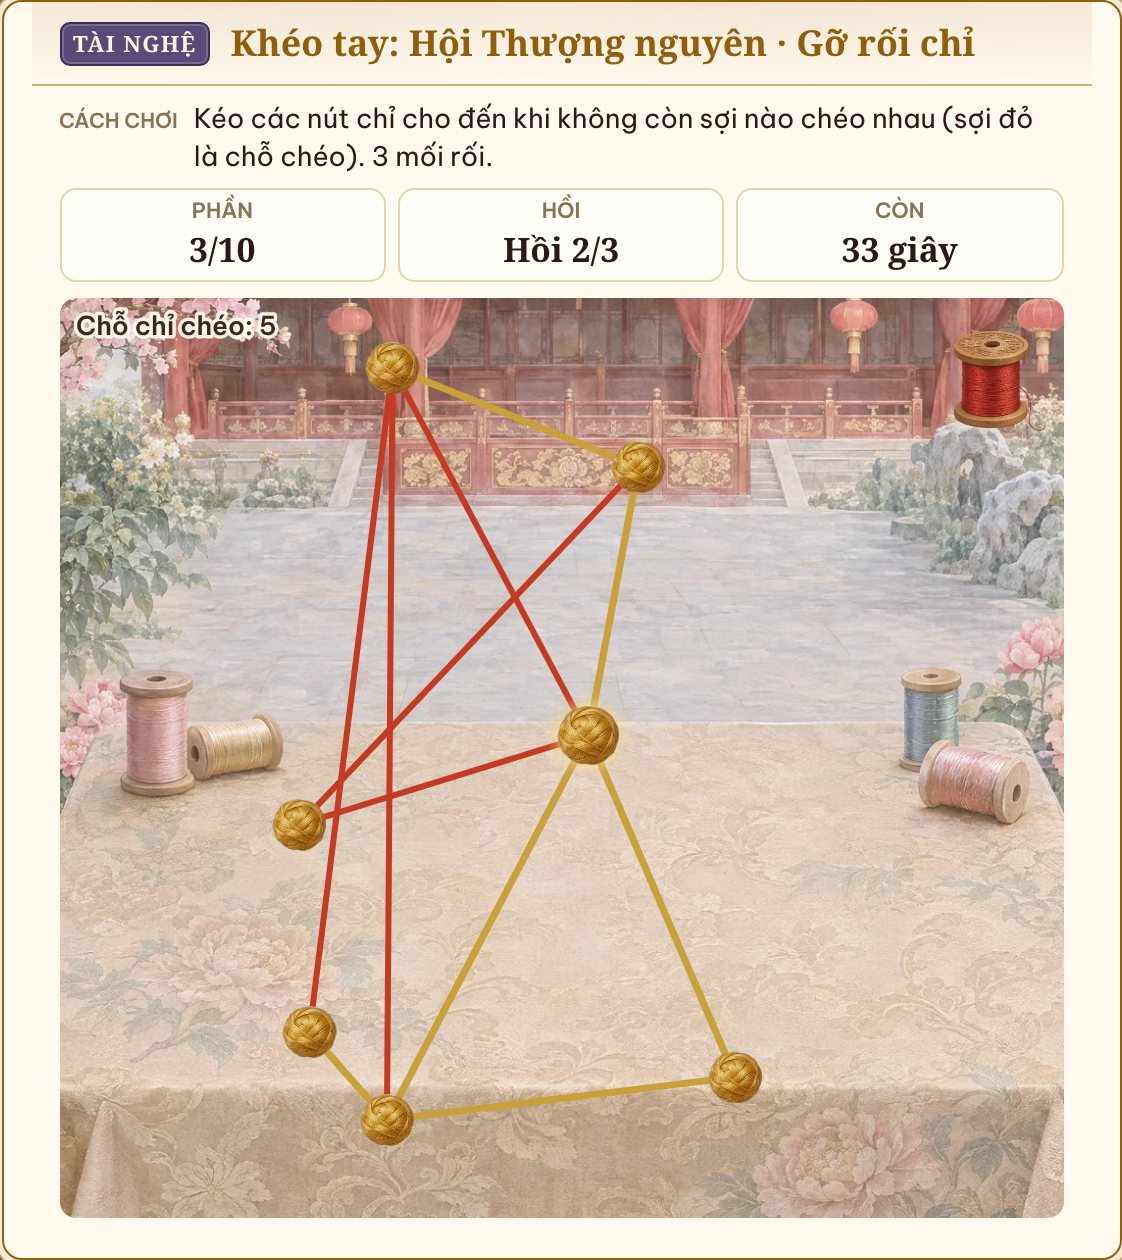 TÀI NGHỆ Khéo tay: Hội Thượng nguyên · Gỡ rối chỉ
CÁCH CHƠI Kéo các nút chỉ cho đến khi không còn sợi nào chéo nhau (sợi đỏ
là chỗ chéo). 3 mối rối.
PHẦN HỒI CÒN
3/10 Hồi 2/3 33 giây
Chỗ chỉ chéo: 5